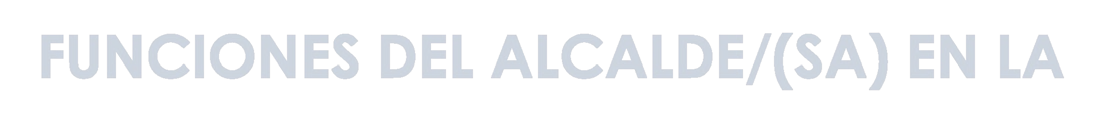 FUNCIONES DEL ALCALDE/(SA) EN LA